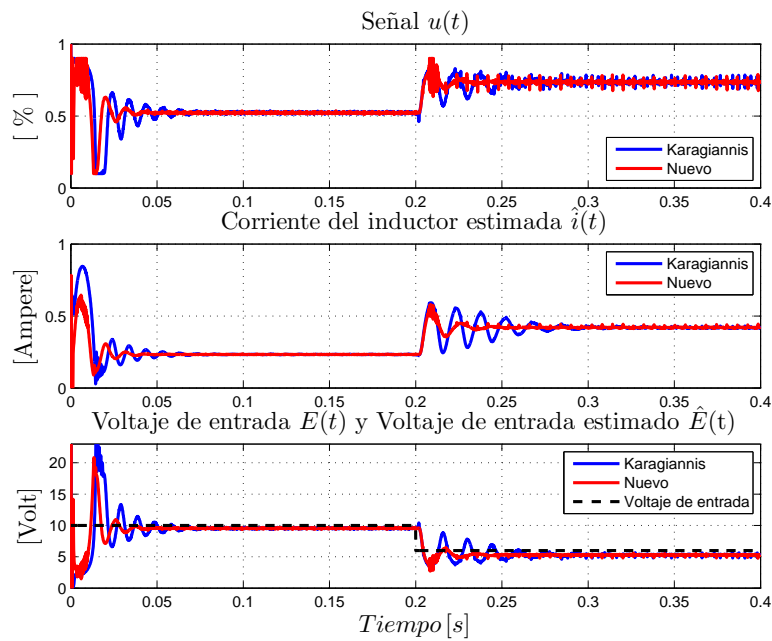 Señal u(t)
1
0.5
0
[ % ]
0 0.05 0.1 0.15 0.2 0.25 0.3 0.35 0.4
Karagiannis
Nuevo
Corriente del inductor estimada î(t)
1
0.5
0
[Ampere]
0 0.05 0.1 0.15 0.2 0.25 0.3 0.35 0.4
Karagiannis
Nuevo
Voltaje de entrada E(t) y Voltaje de entrada estimado Ê(t)
20
15
10
5
0
[Volt]
0 0.05 0.1 0.15 0.2 0.25 0.3 0.35 0.4
Karagiannis
Nuevo
Voltaje de entrada
Tiempo [s]